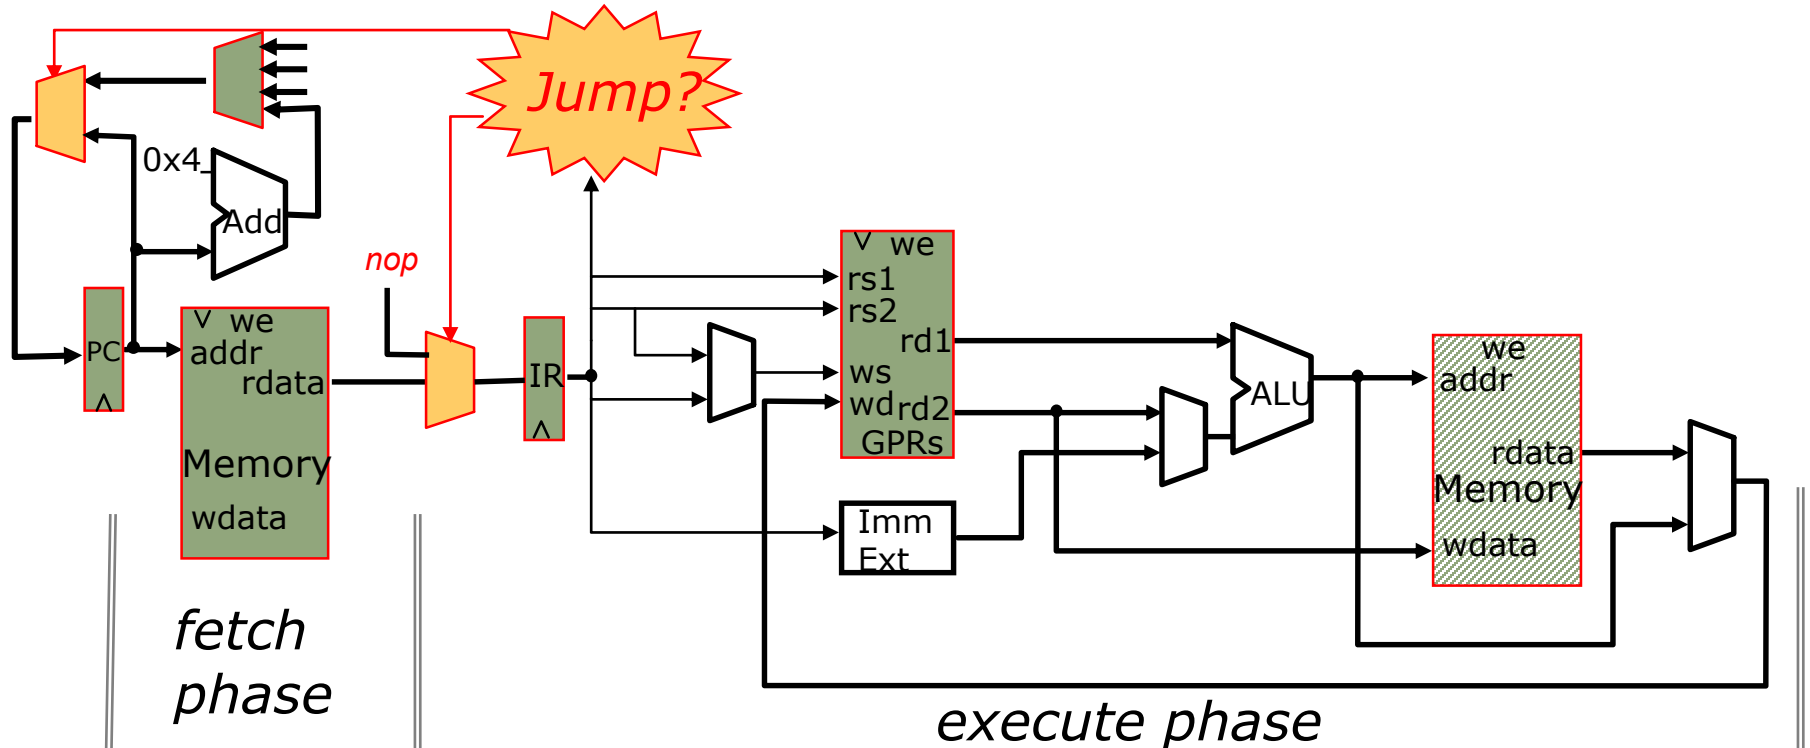 Jump?
0x4
Add
nop
PC
we
addr
rdata
Memory
wdata
IR
we
rs1
rs2
rd1
ws
wd rd2
GPRs
Imm
Ext
ALU
we
addr
rdata
Memory
wdata
fetch
phase
execute phase